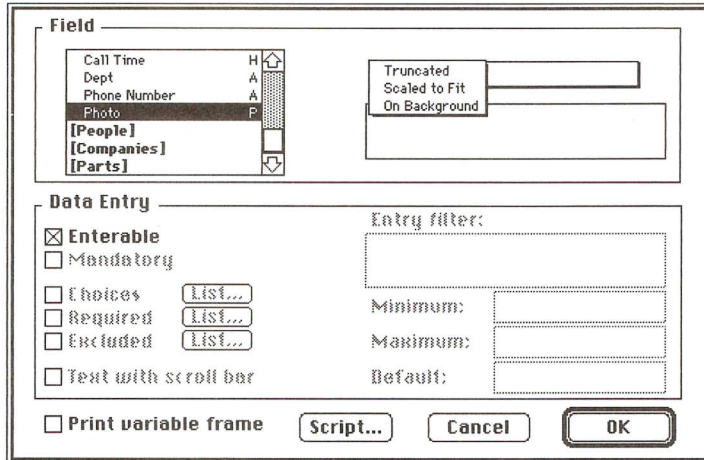 Field
Call Time H
Dept A
Phone Number A
Photo P
[People]
[Companies]
[Parts]
Truncated
Scaled to Fit
On Background
Data Entry
Enterable
Mandatory
Choices List...
Required List...
Excluded List...
Text with scroll bar
Entry filter:
Minimum:
Maximum:
Default:
Print variable frame
Script...
Cancel
OK